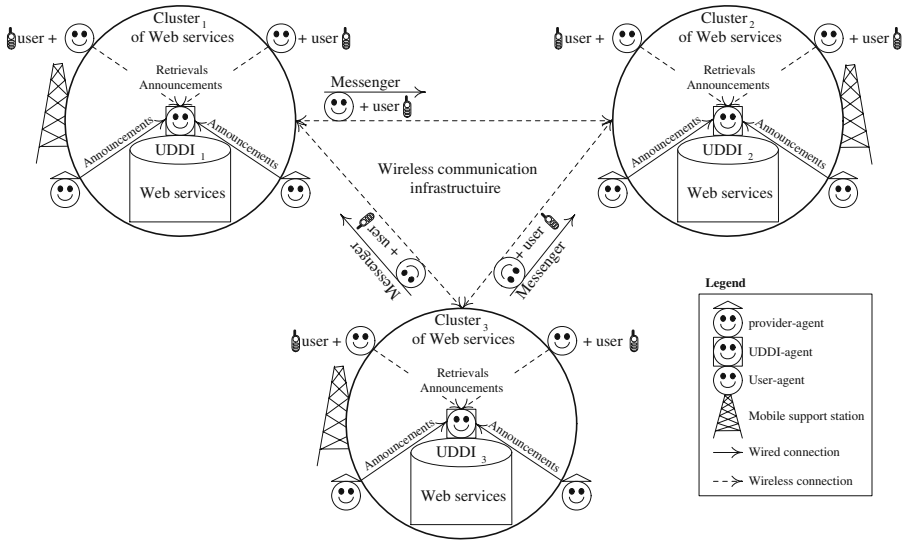 Cluster 1
of Web services
user +
+ user
Retrievals
Announcements
Announcements
Announcements
UDDI 1
Web services
Messenger
+ user
Cluster 2
of Web services
user +
+ user
Retrievals
Announcements
Announcements
Announcements
UDDI 2
Web services
Wireless communication
infrastructuire
+ user
Messenger
+ user
Messenger
Cluster 3
of Web services
user +
+ user
Retrievals
Announcements
Announcements
Announcements
UDDI 3
Web services
Legend
provider-agent
UDDI-agent
User-agent
Mobile support station
Wired connection
Wireless connection